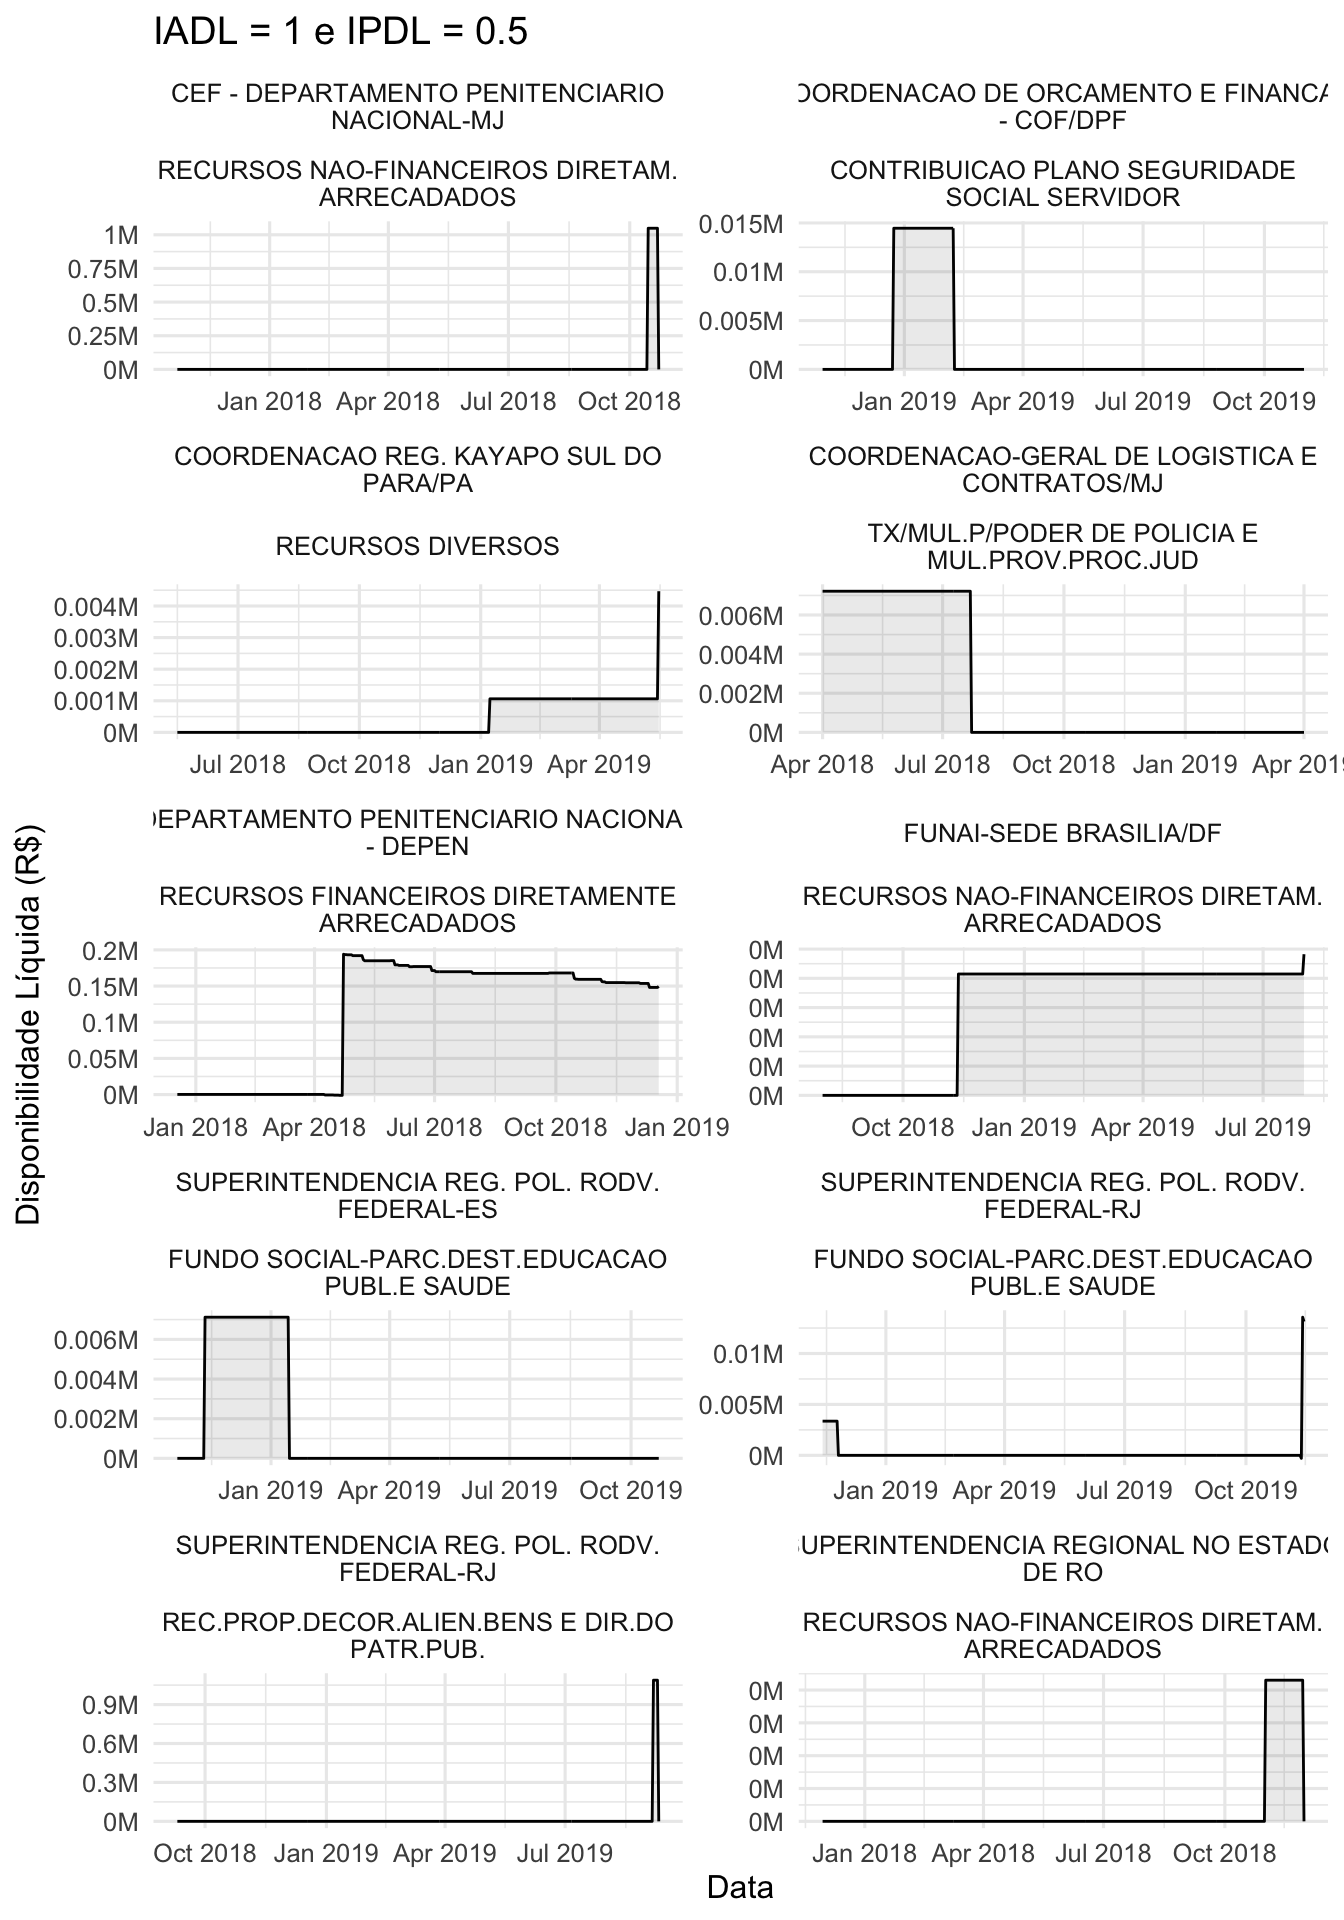 IADL = 1 e IPDL = 0.5
CEF - DEPARTAMENTO PENITENCIARIO
NACIONAL-MJ
RECURSOS NAO-FINANCEIROS DIRETAM.
ARRECADADOS
1M
0.75M
0.5M
0.25M
0M
Jan 2018 Apr 2018 Jul 2018 Oct 2018
OORDENACAO DE ORCAMENTO E FINANCA
- COF/DPF
CONTRIBUICAO PLANO SEGURIDADE
SOCIAL SERVIDOR
0.015M
0.01M
0.005M
0M
Jan 2019 Apr 2019 Jul 2019 Oct 2019
COORDENACAO REG. KAYAPO SUL DO
PARA/PA
RECURSOS DIVERSOS
0.004M
0.003M
0.002M
0.001M
0M
Jul 2018 Oct 2018 Jan 2019 Apr 2019
COORDENACAO-GERAL DE LOGISTICA E
CONTRATOS/MJ
TX/MUL.P/PODER DE POLICIA E
MUL.PROV.PROC.JUD
0.006M
0.004M
0.002M
0M
Apr 2018 Jul 2018 Oct 2018 Jan 2019 Apr 2019
Disponibilidade Líquida (R$)
DEPARTAMENTO PENITENCIARIO NACIONA
- DEPEN
RECURSOS FINANCEIROS DIRETAMENTE
ARRECADADOS
0.2M
0.15M
0.1M
0.05M
0M
Jan 2018 Apr 2018 Jul 2018 Oct 2018 Jan 2019
FUNAI-SEDE BRASILIA/DF
RECURSOS NAO-FINANCEIROS DIRETAM.
ARRECADADOS
0M
0M
0M
0M
0M
0M
Oct 2018 Jan 2019 Apr 2019 Jul 2019
SUPERINTENDENCIA REG. POL. RODV.
FEDERAL-ES
FUNDO SOCIAL-PARC.DEST.EDUCACAO
PUBL.E SAUDE
0.006M
0.004M
0.002M
0M
Jan 2019 Apr 2019 Jul 2019 Oct 2019
SUPERINTENDENCIA REG. POL. RODV.
FEDERAL-RJ
FUNDO SOCIAL-PARC.DEST.EDUCACAO
PUBL.E SAUDE
0.01M
0.005M
0M
Jan 2019 Apr 2019 Jul 2019 Oct 2019
SUPERINTENDENCIA REG. POL. RODV.
FEDERAL-RJ
REC.PROP.DECOR.ALIEN.BENS E DIR.DO
PATR.PUB.
0.9M
0.6M
0.3M
0M
Oct 2018 Jan 2019 Apr 2019 Jul 2019
SUPERINTENDENCIA REGIONAL NO ESTADO
DE RO
RECURSOS NAO-FINANCEIROS DIRETAM.
ARRECADADOS
0M
0M
0M
0M
0M
Jan 2018 Apr 2018 Jul 2018 Oct 2018
Data